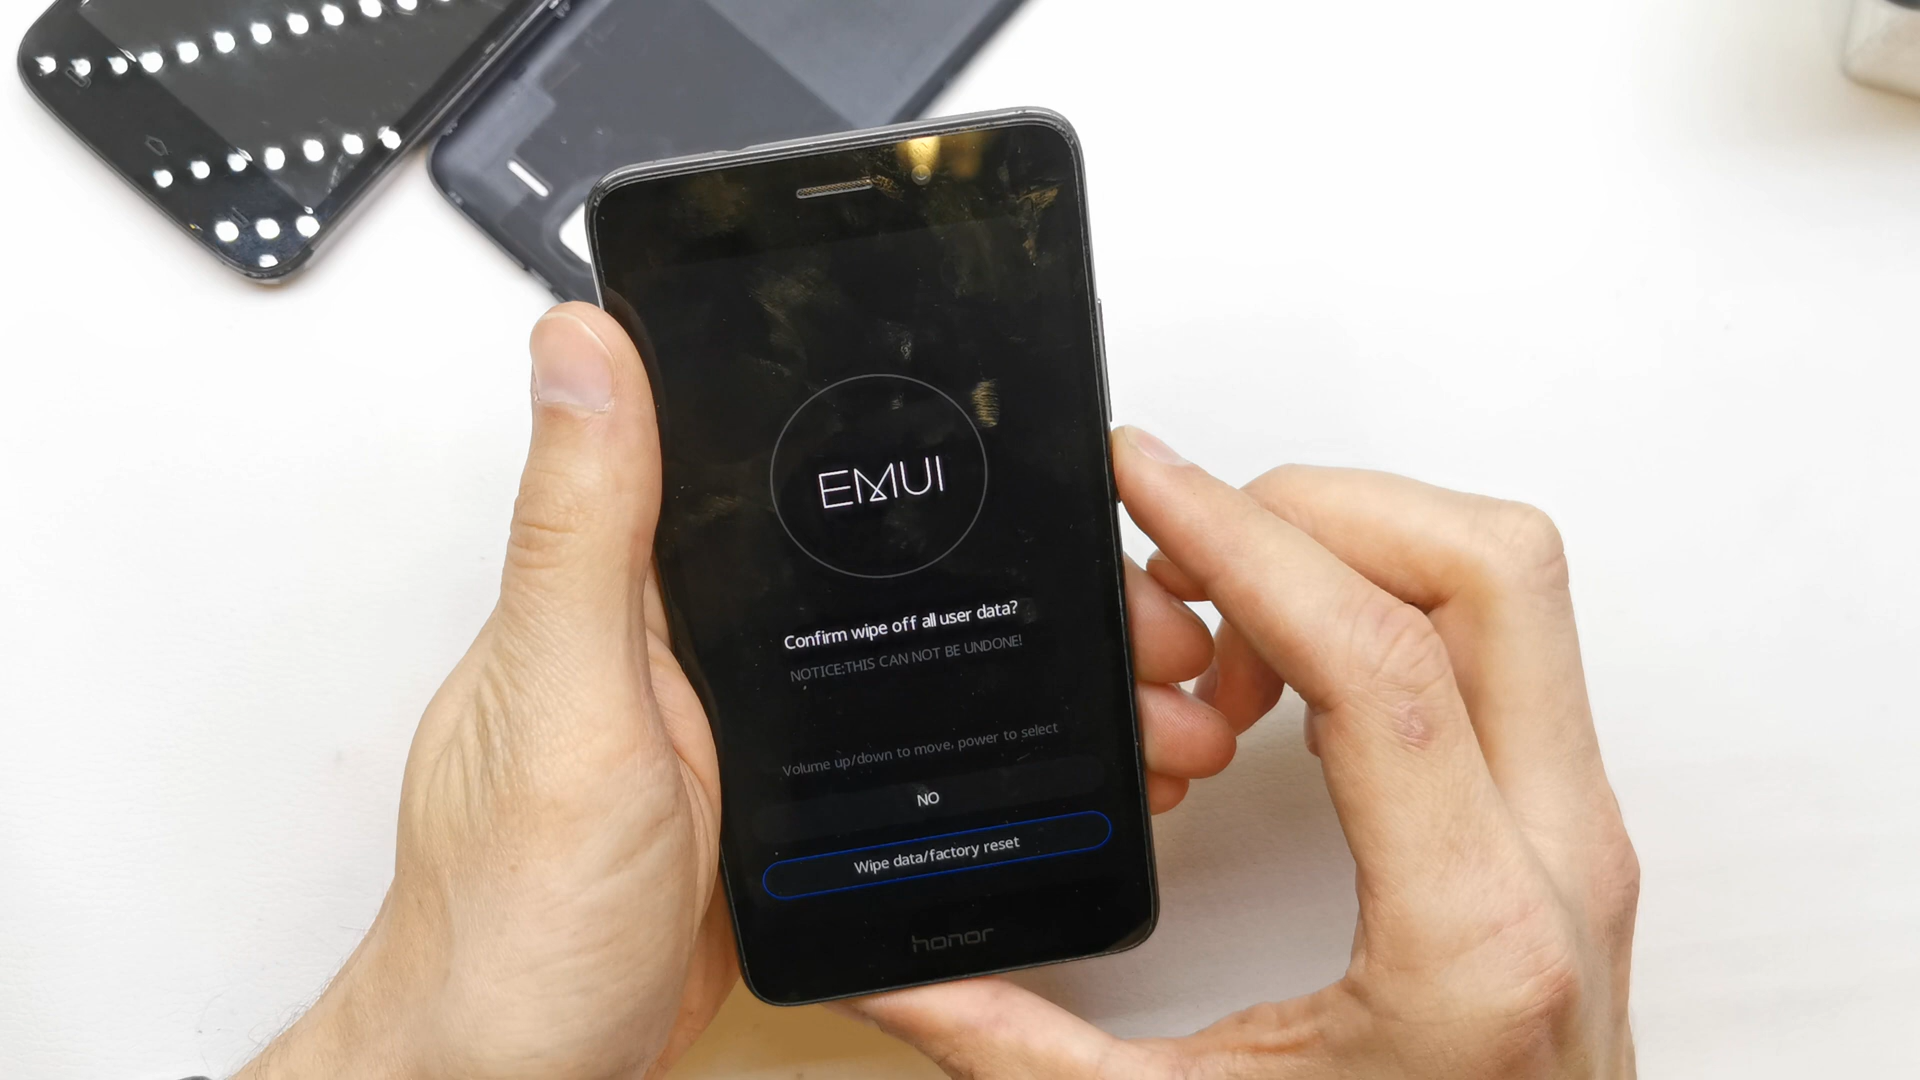 EMUI
Confirm wipe off all user data?
NOTICE:THIS CAN NOT BE UNDONE!
Volume up/down to move, power to select
NO
Wipe data/factory reset
honor